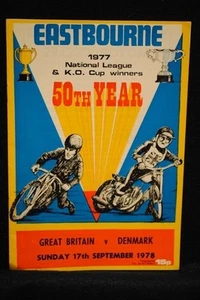 EASTBOURNE
1977
National League
& K.O. Cup winners
50TH YEAR
GREAT BRITAIN v DENMARK
SUNDAY 17th SEPTEMBER 1978